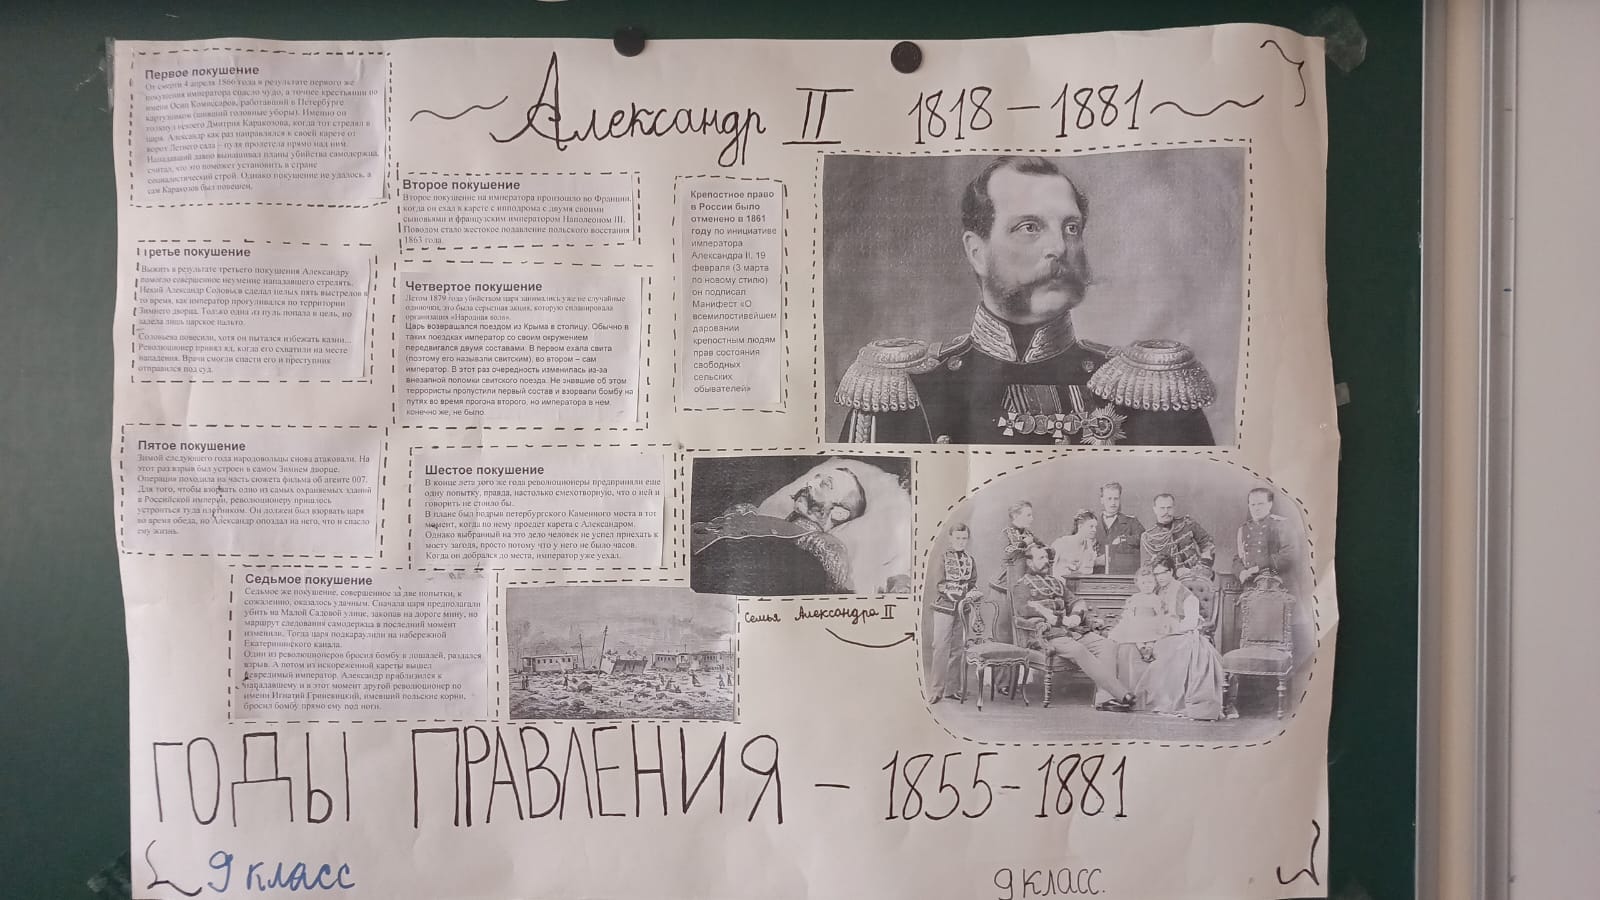 Александр II 1818 – 1881
Первое покушение
От смерти 4 апреля 1866 года в результате первого же
покушения императора спасло чудо, а точнее крестьянин по
имени Осип Комиссаров, работавший в Петербурге
картузником (шивший головные уборы). Именно он
толкнул некоего Дмитрия Каракозова, когда тот стрелял в
царя. Александр как раз направлялся к своей карете от
ворот Летнего сада – пуля пролетела прямо над ним.
Нападавший давно вынашивал планы убийства самодержца,
считал, что это поможет установить в стране
социалистический строй. Однако покушение не удалось, а
сам Каракозов был повешен.
Второе покушение
Второе покушение на императора произошло во Франции,
когда он ехал в карете с ипподрома с двумя своими
сыновьями и французским императором Наполеоном III.
Поводом стало жестокое подавление польского восстания
1863 года.
Крепостное право
в России было
отменено в 1861
году по инициативе
императора
Александра II. 19
февраля (3 марта
по новому стилю)
он подписал
Манифест «О
всемилостивейшем
даровании
крепостным людям
прав состояния
свободных
сельских
обывателей»
Третье покушение
Выжить в результате третьего покушения Александру
помогло совершенное неумение нападавшего стрелять.
Некий Александр Соловьев сделал целых пять выстрелов в
то время, как император прогуливался по территории
Зимнего дворца. Только одна из пуль попала в цель, но
задела лишь царское пальто.
Соловьева повесили, хотя он пытался избежать казни...
Революционер принял яд, когда его схватили на месте
нападения. Врачи смогли спасти его и преступник
отправился под суд.
Четвертое покушение
Летом 1879 года убийством царя занимались уже не случайные
одиночки, это была серьезная акция, которую спланировала
организация «Народная воля».
Царь возвращался поездом из Крыма в столицу. Обычно в
таких поездках император со своим окружением
передвигался двумя составами. В первом ехала свита
(поэтому его называли свитским), во втором – сам
император. В этот раз очередность изменилась из-за
внезапной поломки свитского поезда. Не знавшие об этом
террористы пропустили первый состав и взорвали бомбу на
путях во время прогона второго, но императора в нем,
конечно же, не было.
Пятое покушение
Зимой следующего года народовольцы снова атаковали. На
этот раз взрыв был устроен в самом Зимнем дворце.
Операция походила на часть сюжета фильма об агенте 007.
Для того, чтобы взорвать одно из самых охраняемых зданий
в Российской империи, революционеру пришлось
устроиться туда плотником. Он должен был взорвать царя
во время обеда, но Александр опоздал на него, что и спасло
ему жизнь.
Шестое покушение
В конце лета того же года революционеры предприняли еще
одну попытку, правда, настолько смехотворную, что о ней и
говорить не стоило бы.
В плане был подрыв петербургского Каменного моста в тот
момент, когда по нему проедет карета с Александром.
Однако выбранный на это дело человек не успел приехать к
мосту загодя, просто потому что у него не было часов.
Когда он добрался до места, император уже уехал.
Седьмое покушение
Седьмое же покушение, совершенное за две попытки, к
сожалению, оказалось удачным. Сначала царя предполагали
убить на Малой Садовой улице, закопав на дороге мину, но
маршрут следования самодержца в последний момент
изменили. Тогда царя подкараулили на набережной
Екатерининского канала.
Один из революционеров бросил бомбу в лошадей, раздался
взрыв. А потом из искореженной кареты вышел
невредимый император. Александр приблизился к
нападавшему и в этот момент другой революционер по
имени Игнатий Гриневицкий, имевший польские корни,
бросил бомбу прямо ему под ноги.
Семья Александра II
ГОДЫ ПРАВЛЕНИЯ – 1855-1881
9 класс
9 класс.